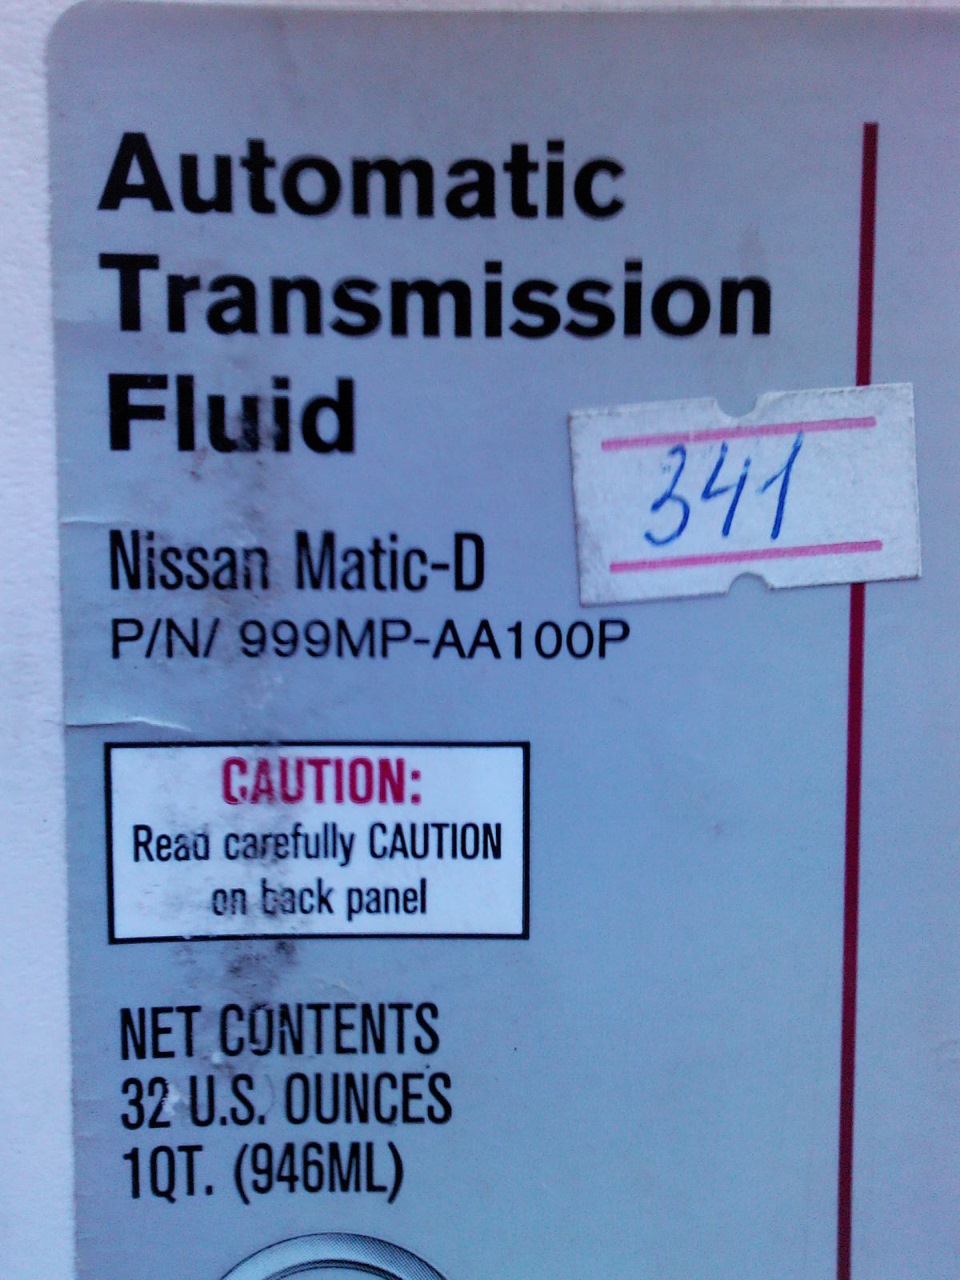 Automatic
Transmission
Fluid
341
Nissan Matic-D
P/N/ 999MP-AA100P
CAUTION:
Read carefully CAUTION
on back panel
NET CONTENTS
32 U.S. OUNCES
1QT. (946ML)